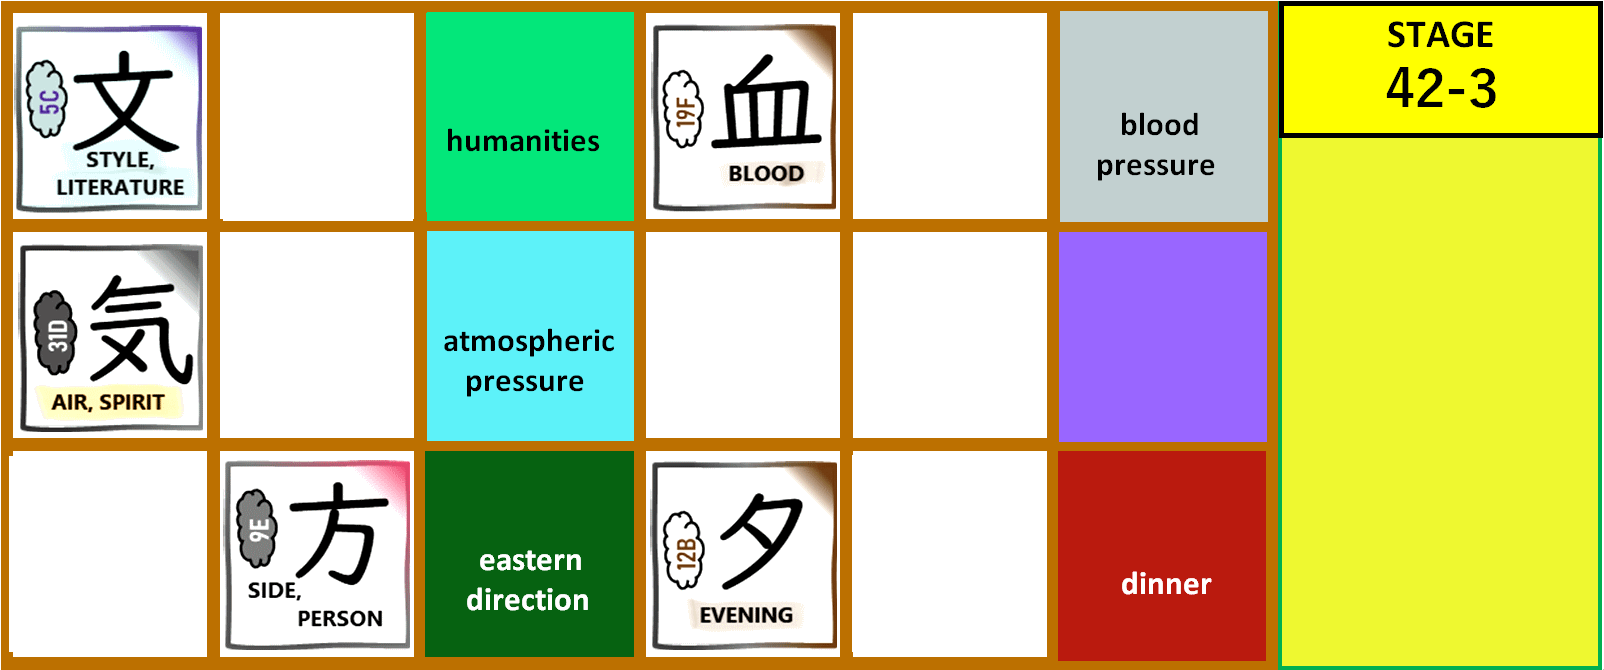 5C
文
STYLE,
LITERATURE
humanities
19F
血
BLOOD
blood
pressure
STAGE
42-3
31D
気
AIR, SPIRIT
atmospheric
pressure
9E
方
SIDE,
PERSON
eastern
direction
12B
夕
EVENING
dinner